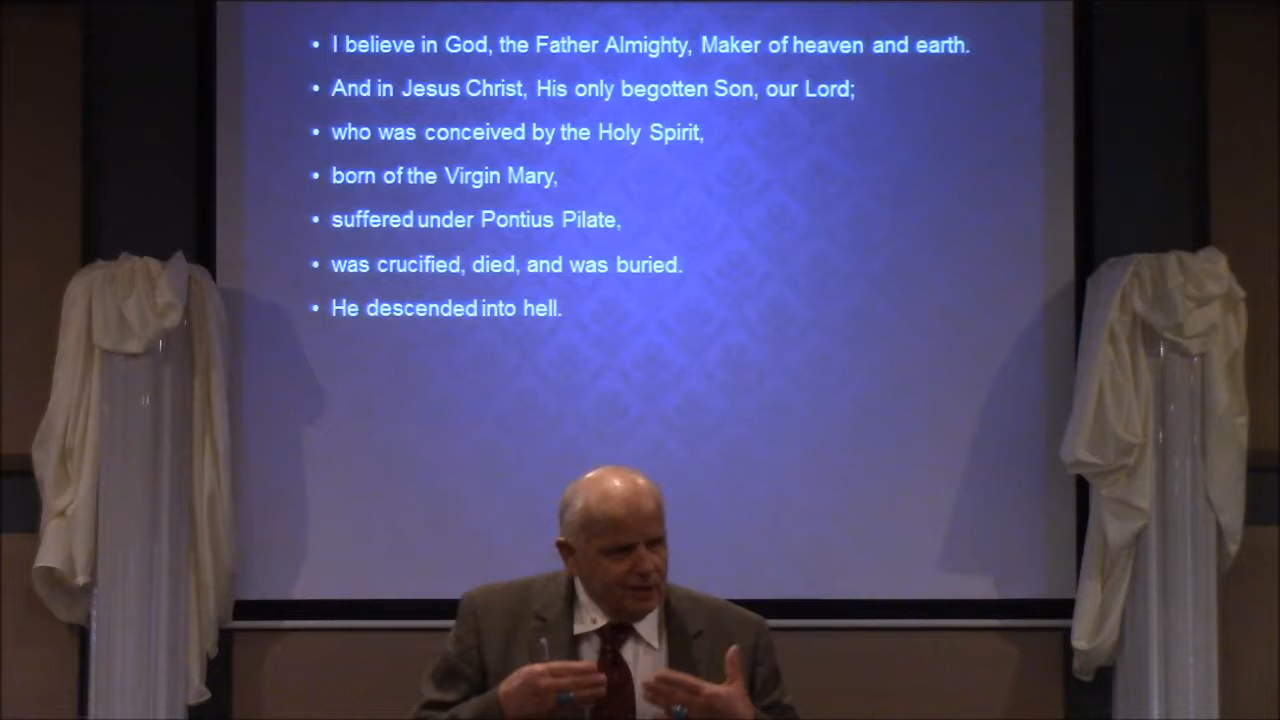 • I believe in God, the Father Almighty, Maker of heaven and earth.
• And in Jesus Christ, His only begotten Son, our Lord;
• who was conceived by the Holy Spirit,
• born of the Virgin Mary,
• suffered under Pontius Pilate,
• was crucified, died, and was buried.
• He descended into hell.